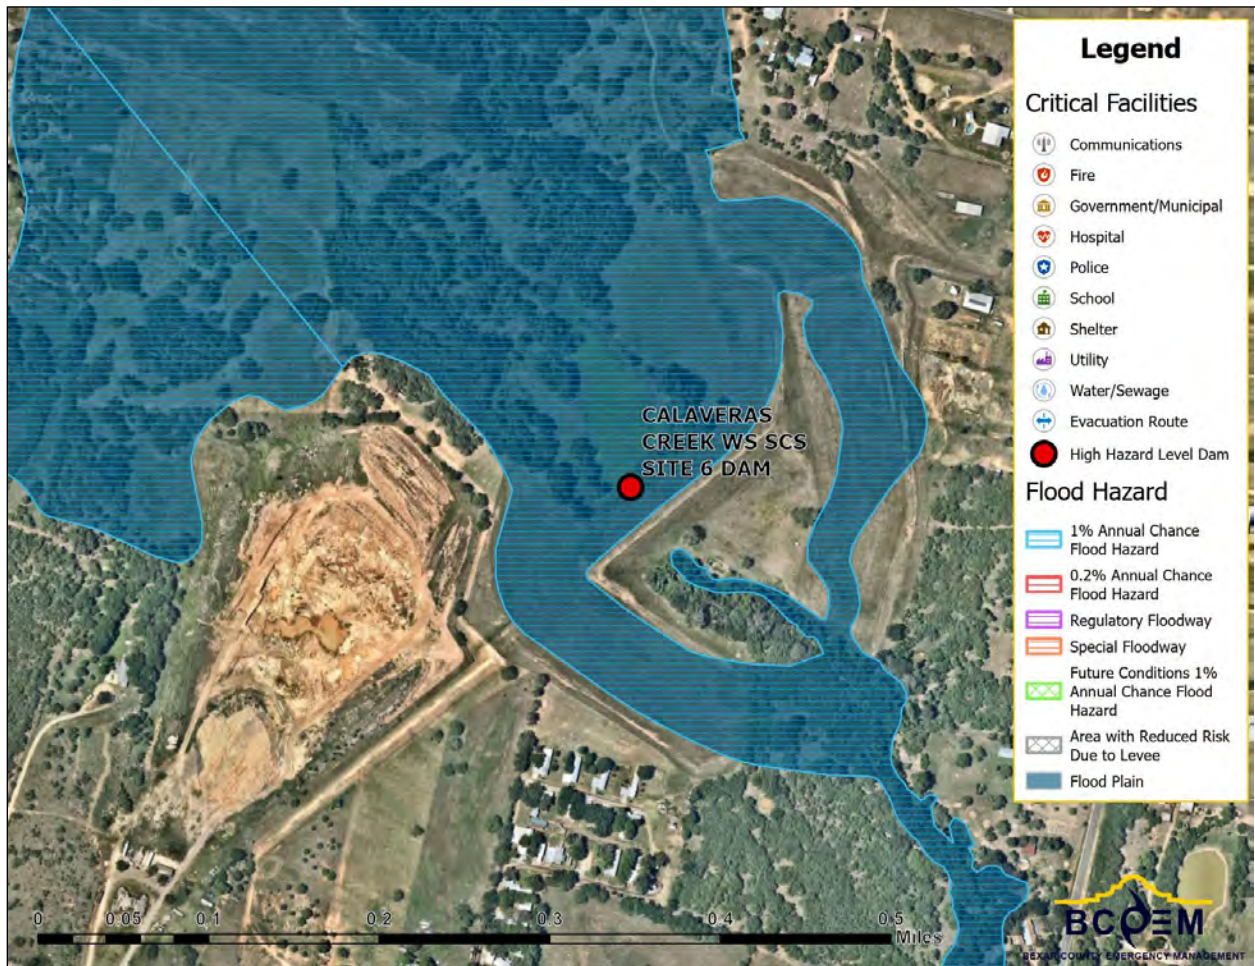 Legend
Critical Facilities
Communications
Fire
Government/Municipal
Hospital
Police
School
Shelter
Utility
Water/Sewage
Evacuation Route
High Hazard Level Dam
Flood Hazard
1% Annual Chance
Flood Hazard
0.2% Annual Chance
Flood Hazard
Regulatory Floodway
Special Floodway
Future Conditions 1%
Annual Chance Flood
Hazard
Area with Reduced Risk
Due to Levee
Flood Plain
CALAVERAS
CREEK WS SCS
SITE 6 DAM
0 0.05 0.1 0.2 0.3 0.4 0.5
Miles
BCOEM
BEXAR COUNTY EMERGENCY MANAGEMENT